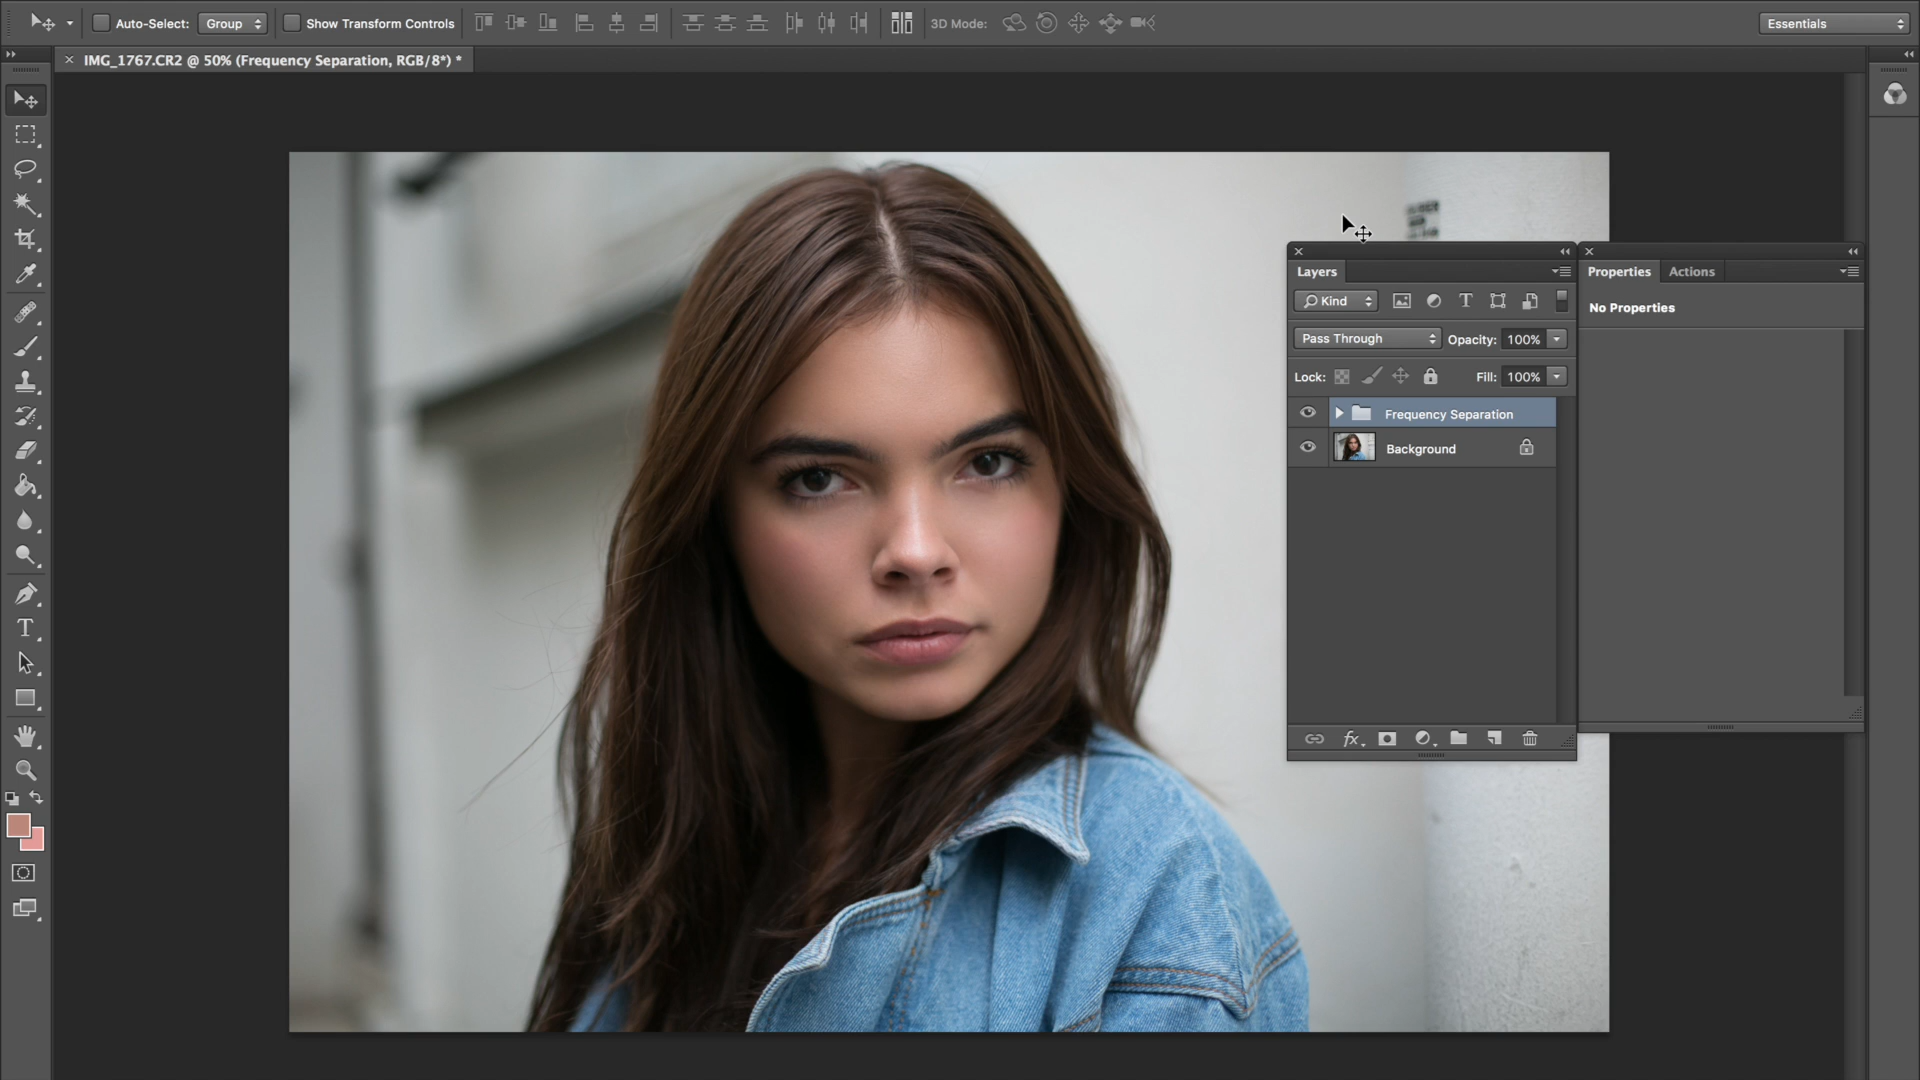 Auto-Select: Group Show Transform Controls 3D Mode: Essentials
IMG_1767.CR2 @ 50% (Frequency Separation, RGB/8*) *
Layers
Kind
Pass Through Opacity: 100%
Lock: Fill: 100%
Frequency Separation
Background
fx
Properties Actions
No Properties